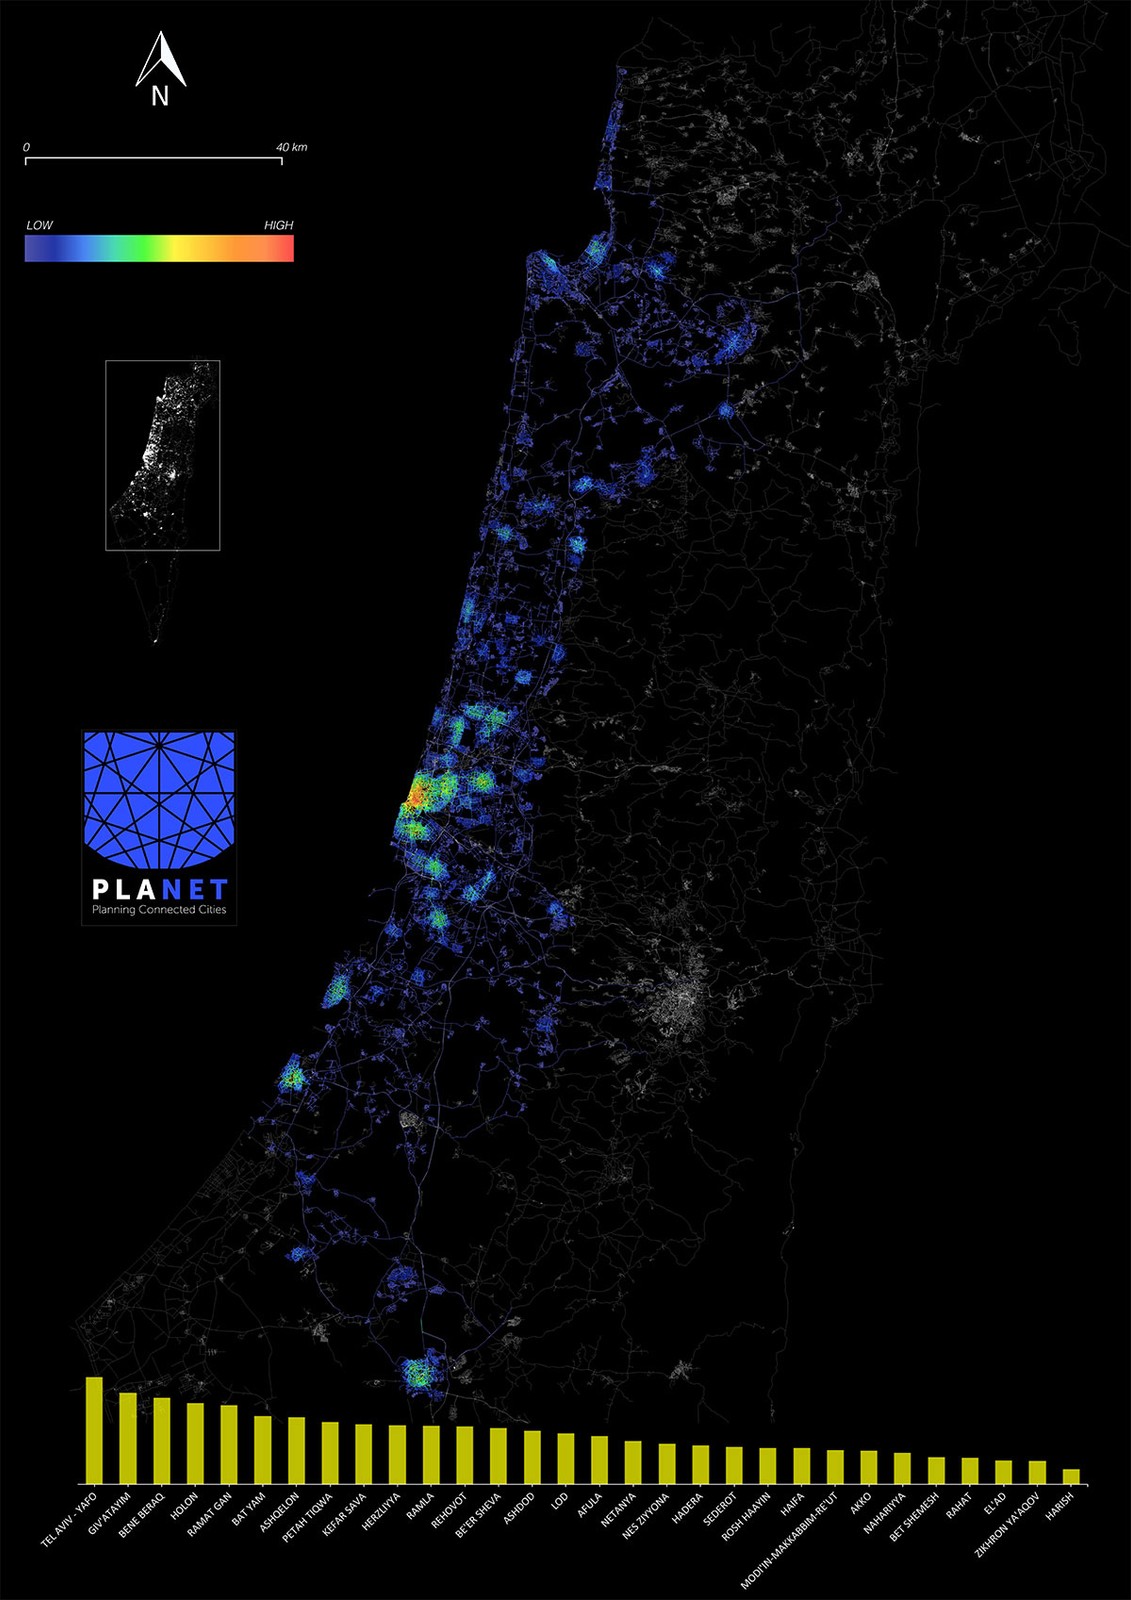 N
0 40 km
LOW HIGH
PLANET
Planning Connected Cities
TEL AVIV - YAFO
GIV'ATAYIM
BENE BERAQ
HOLON
RAMAT GAN
BAT YAM
ASHQELON
PETAH TIQWA
KEFAR SAVA
HERZLIYYA
RAMLA
REHOVOT
BE'ER SHEVA
ASHDOD
LOD
AFULA
NETANYA
NES ZIYYONA
HADERA
SEDEROT
ROSH HAAYIN
HAIFA
MODI'IN-MAKKABBIM-RE'UT
AKKO
NAHARIYYA
BET SHEMESH
RAHAT
EL'AD
ZIKHRON YA'AQOV
HARISH